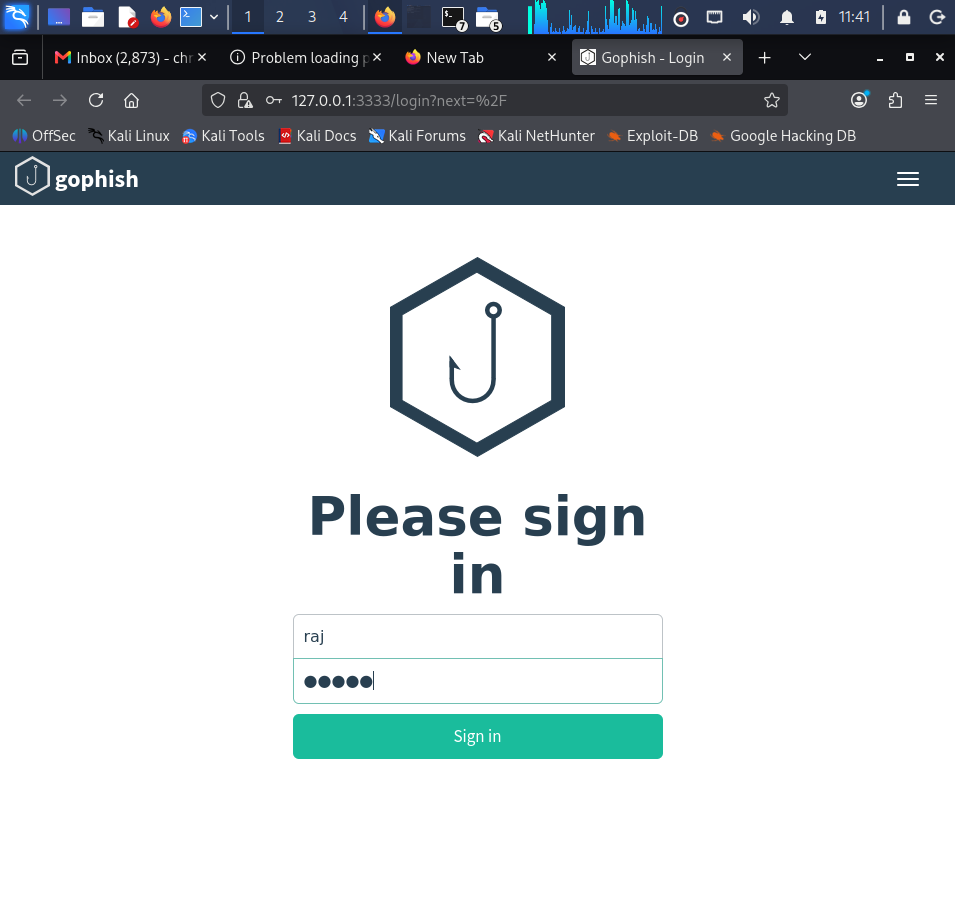 1 2 3 4 7 5 11:41
Inbox (2,873) - chr Problem loading p New Tab Gophish - Login
127.0.0.1:3333/login?next=%2F
OffSec Kali Linux Kali Tools Kali Docs Kali Forums Kali NetHunter Exploit-DB Google Hacking DB
gophish
Please sign
in
raj
Sign in